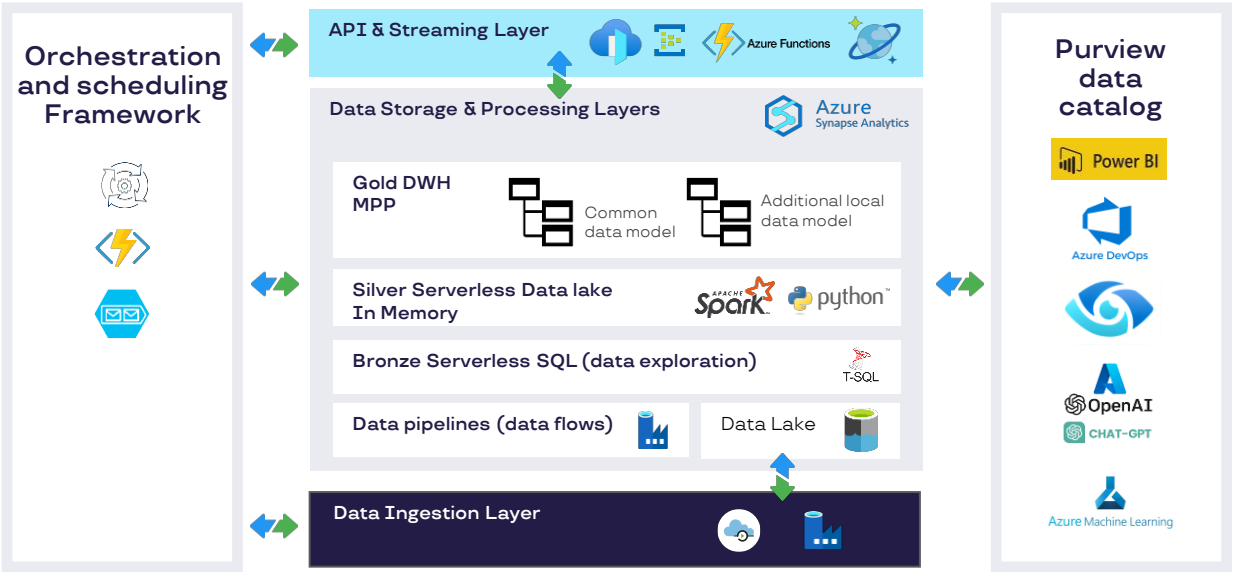 Orchestration
and scheduling
Framework
API & Streaming Layer
Azure Functions
Data Storage & Processing Layers
Azure
Synapse Analytics
Gold DWH
MPP
Common
data model
Additional local
data model
Silver Serverless Data lake
In Memory
APACHE
Spark™
python™
Bronze Serverless SQL (data exploration)
T-SQL
Data pipelines (data flows)
Data Lake
Data Ingestion Layer
Purview
data
catalog
Power BI
Azure DevOps
OpenAI
CHAT-GPT
Azure Machine Learning